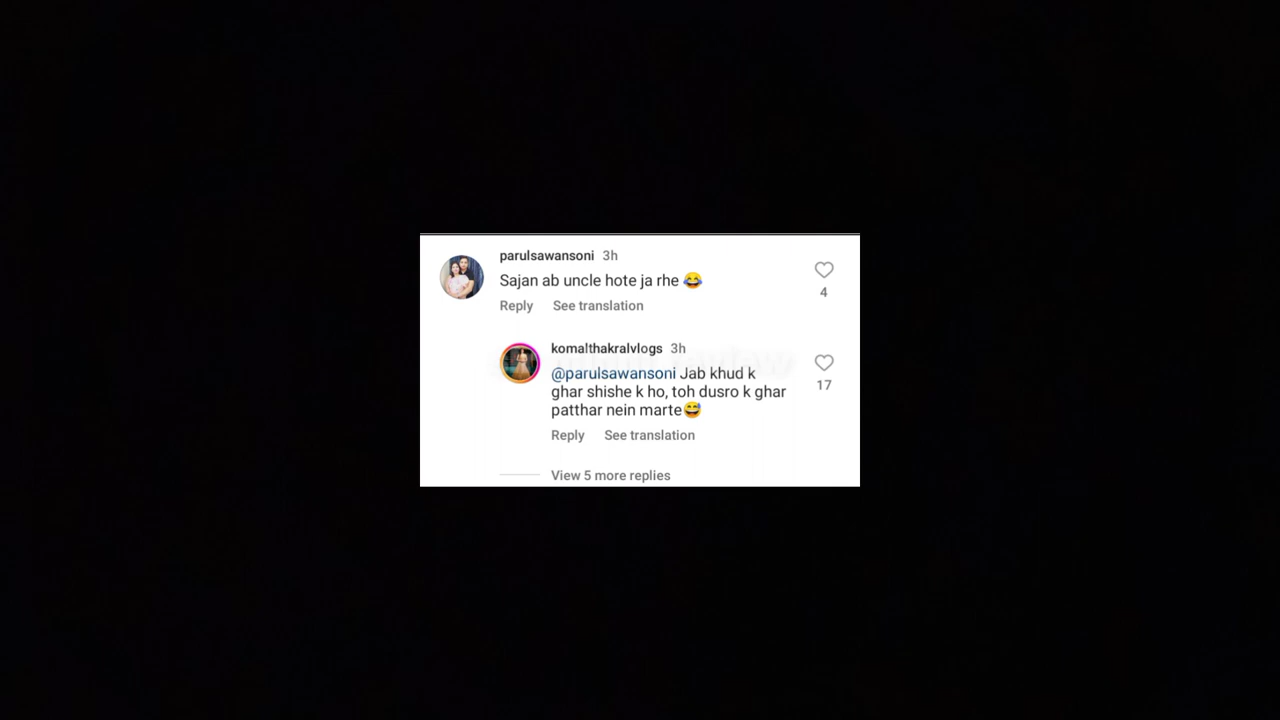 parulsawansoni 3h
Sajan ab uncle hote ja rhe 😂
4
Reply See translation
komalthakralvlogs 3h
@parulsawansoni Jab khud k
ghar shishe k ho, toh dusro k ghar
patthar nein marte😅
17
Reply See translation
View 5 more replies